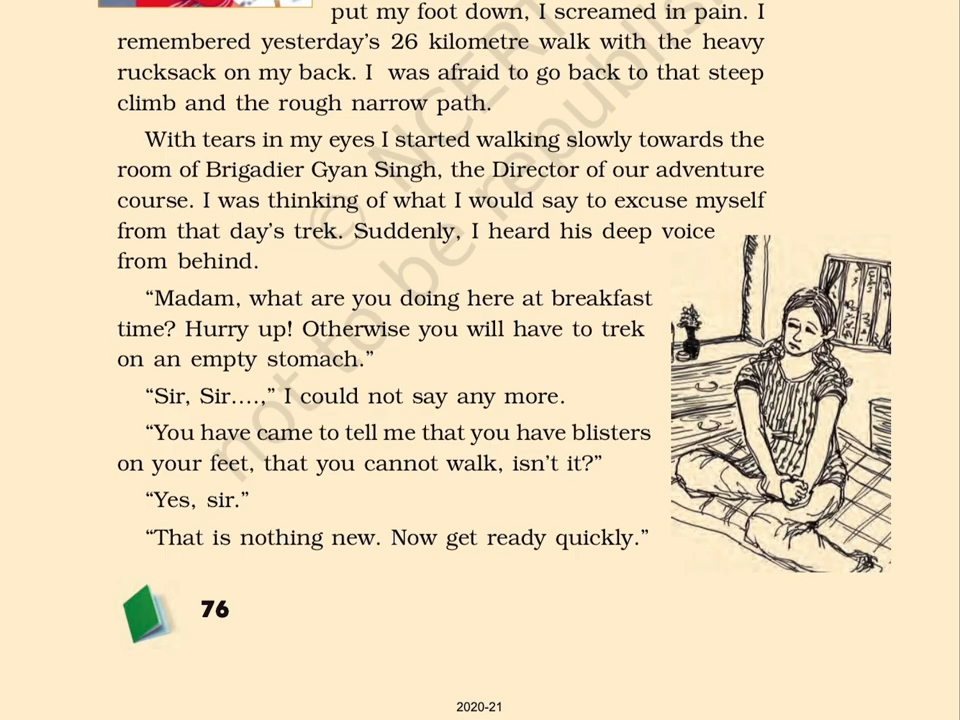 put my foot down, I screamed in pain. I
remembered yesterday’s 26 kilometre walk with the heavy
rucksack on my back. I was afraid to go back to that steep
climb and the rough narrow path.
With tears in my eyes I started walking slowly towards the
room of Brigadier Gyan Singh, the Director of our adventure
course. I was thinking of what I would say to excuse myself
from that day’s trek. Suddenly, I heard his deep voice
from behind.
“Madam, what are you doing here at breakfast
time? Hurry up! Otherwise you will have to trek
on an empty stomach.”
“Sir, Sir....,” I could not say any more.
“You have came to tell me that you have blisters
on your feet, that you cannot walk, isn’t it?”
“Yes, sir.”
“That is nothing new. Now get ready quickly.”
76
2020-21
© NCERT
not to be republish